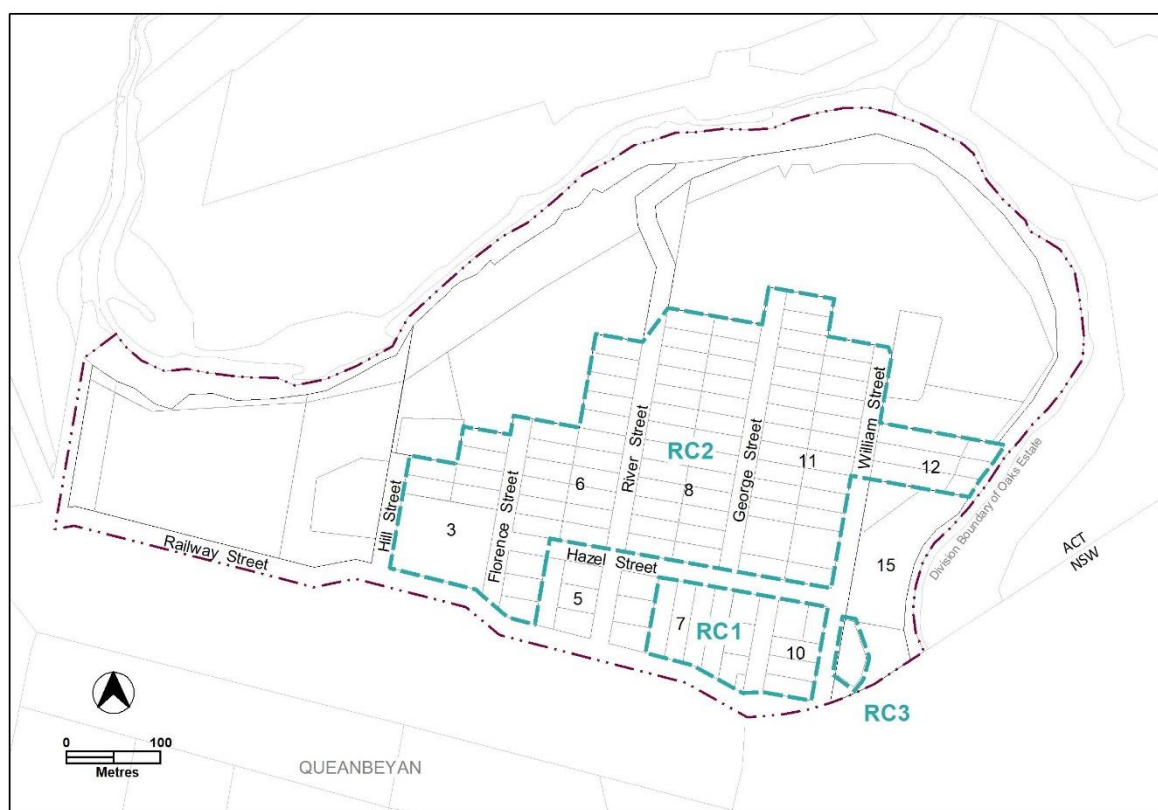 RC2
River Street
George Street
William Street
11
12
6
8
Hill Street
3
Florence Street
Railway Street
Hazel Street
5
7
RC1
10
15
RC3
Division Boundary of Oaks Estate
ACT
NSW
0 100
Metres
QUEANBEYAN